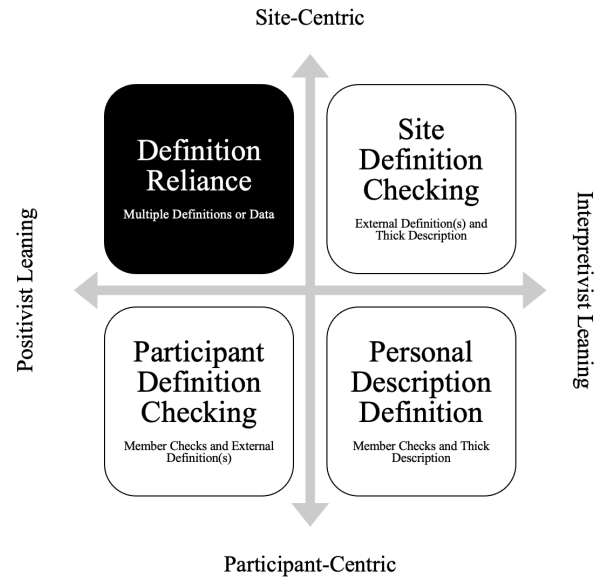 Site-Centric
Definition
Reliance
Multiple Definitions or Data
Site
Definition
Checking
External Definition(s) and
Thick Description
Positivist Leaning
Interpretivist Leaning
Participant
Definition
Checking
Member Checks and External
Definition(s)
Personal
Description
Definition
Member Checks and Thick
Description
Participant-Centric